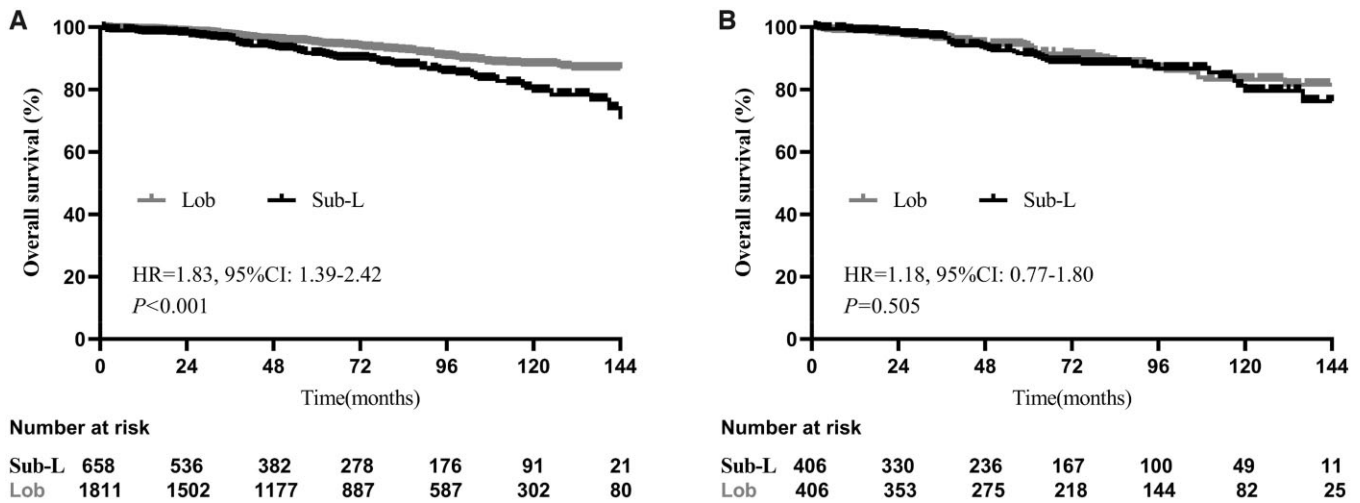 A
Overall survival (%)
100
80
60
40
20
0
Lob Sub-L
HR=1.83, 95%CI: 1.39-2.42
P<0.001
0 24 48 72 96 120 144
Time(months)
Number at risk
Sub-L 658 536 382 278 176 91 21
Lob 1811 1502 1177 887 587 302 80
B
Overall survival (%)
100
80
60
40
20
0
Lob Sub-L
HR=1.18, 95%CI: 0.77-1.80
P=0.505
0 24 48 72 96 120 144
Time(months)
Number at risk
Sub-L 406 330 236 167 100 49 11
Lob 406 353 275 218 144 82 25